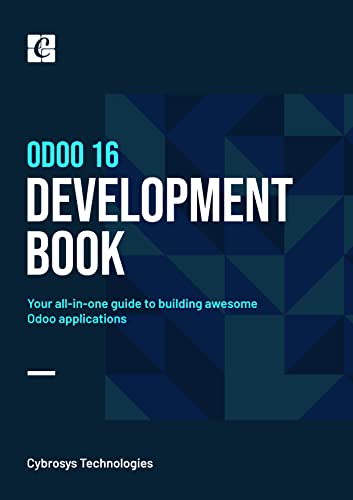 ODOO 16
DEVELOPMENT
BOOK
Your all-in-one guide to building awesome
Odoo applications
Cybrosys Technologies